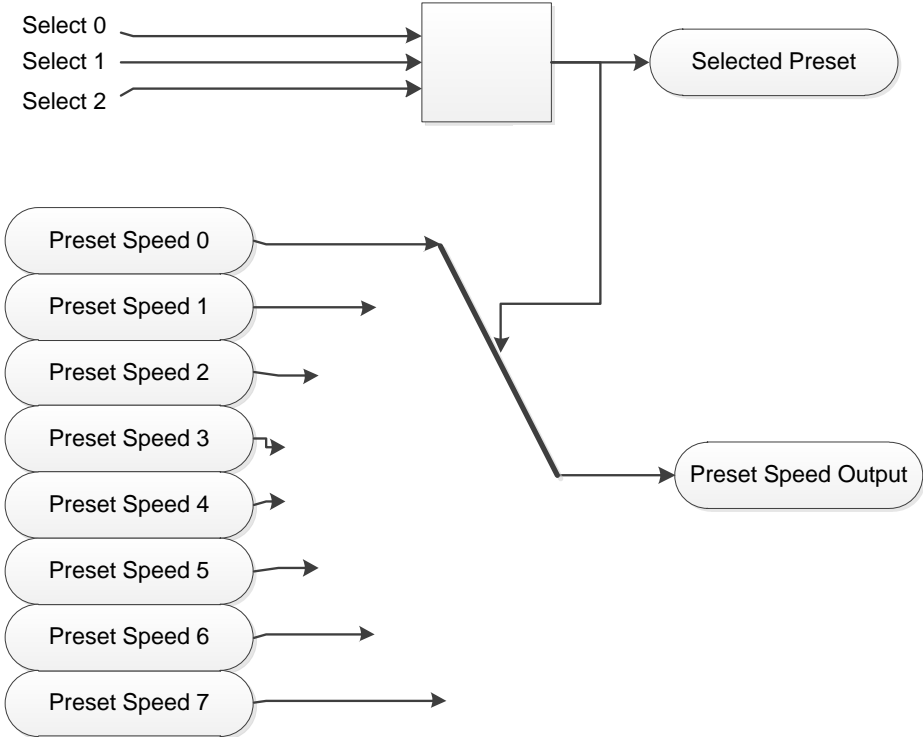 Select 0
Select 1
Select 2
Selected Preset
Preset Speed 0
Preset Speed 1
Preset Speed 2
Preset Speed 3
Preset Speed 4
Preset Speed 5
Preset Speed 6
Preset Speed 7
Preset Speed Output